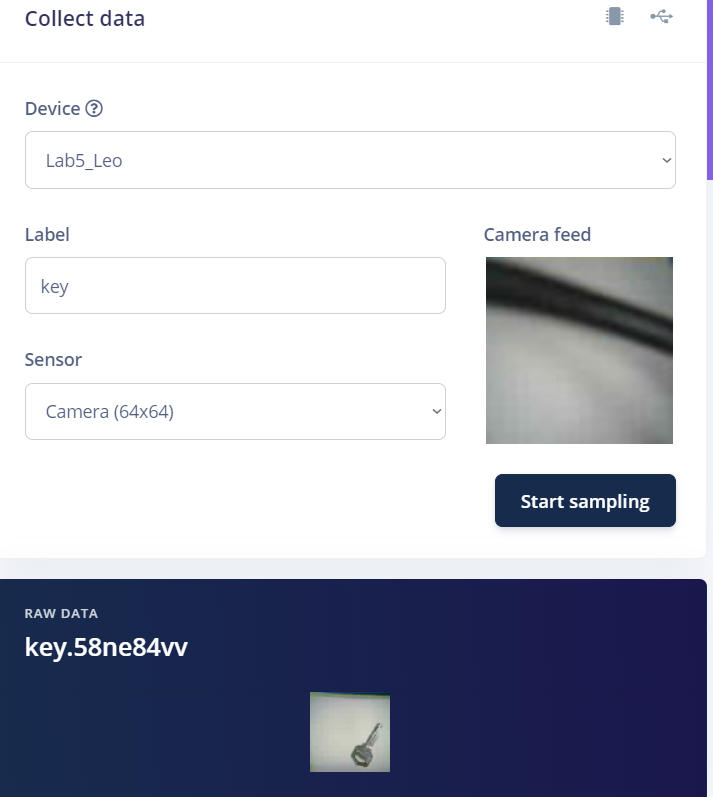 Collect data
Device
Lab5_Leo
Label
Camera feed
key
Sensor
Camera (64x64)
Start sampling
RAW DATA
key.58ne84vv